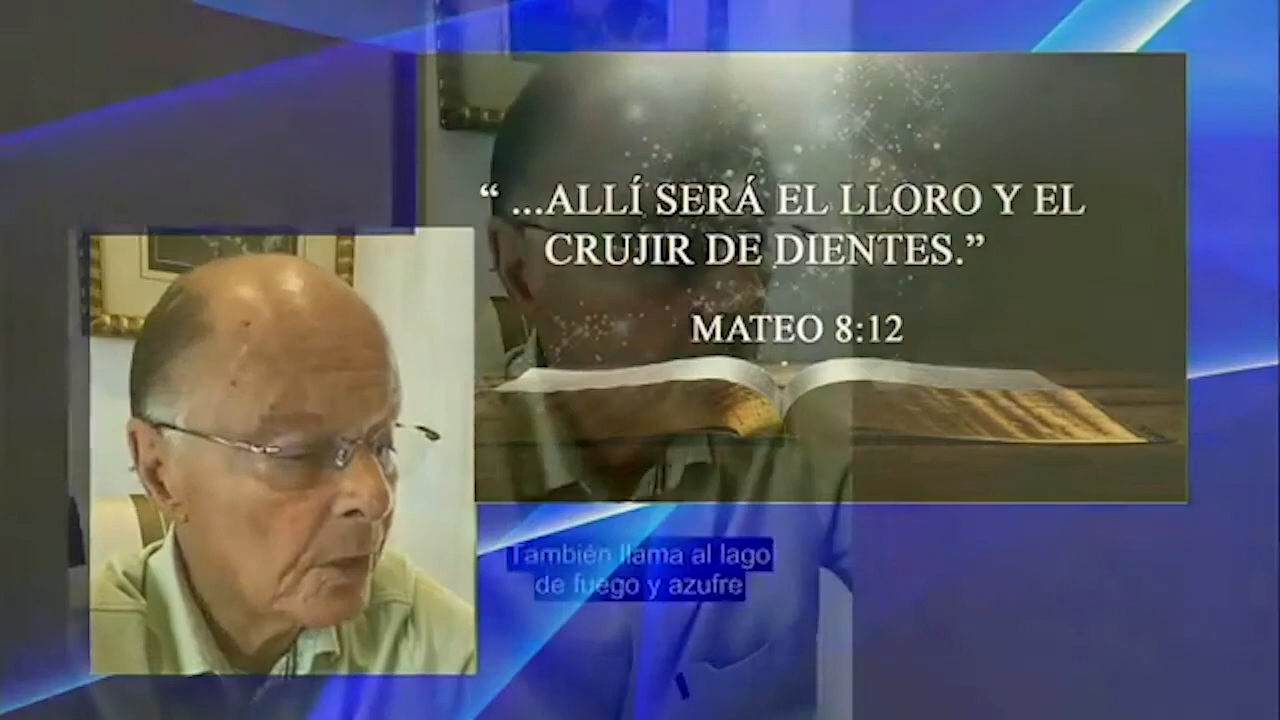 “ ...ALLÍ SERÁ EL LLORO Y EL
CRUJIR DE DIENTES.”
MATEO 8:12
También llama al lago
de fuego y azufre